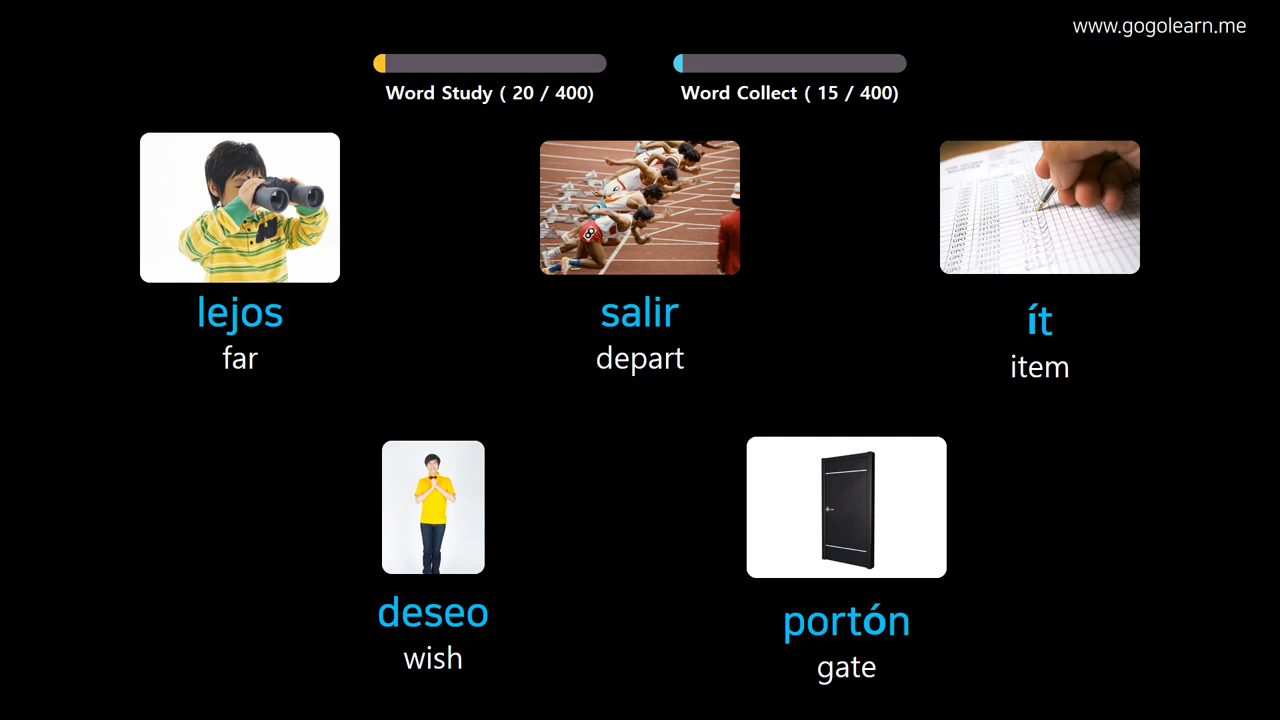 www.gogolearn.me
Word Study ( 20 / 400)
Word Collect ( 15 / 400)
lejos
far
salir
depart
ít
item
deseo
wish
portón
gate